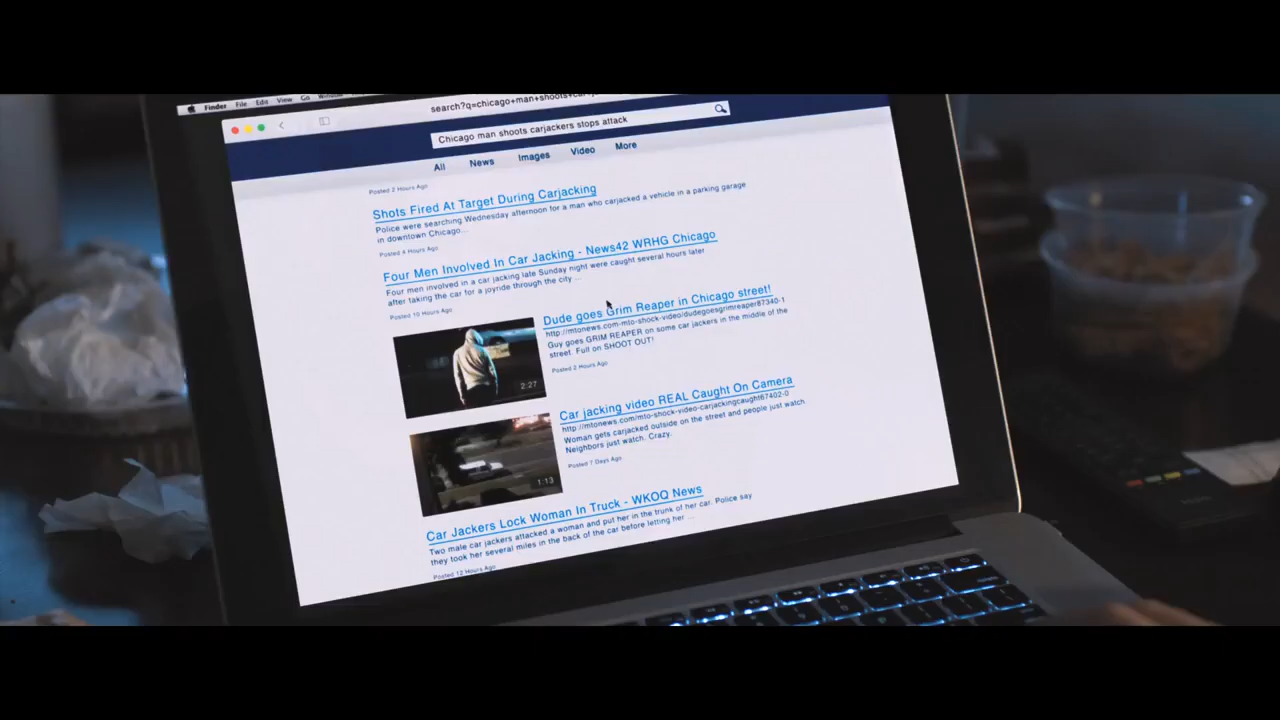 Finder File Edit View Go Window
search?q=chicago+man+shoots+car
Chicago man shoots carjackers stops attack
All News Images Video More
Posted 2 Hours Ago
Shots Fired At Target During Carjacking
Police were searching Wednesday afternoon for a man who carjacked a vehicle in a parking garage
in downtown Chicago...
Posted 4 Hours Ago
Four Men Involved In Car Jacking - News42 WRHG Chicago
Four men involved in a car jacking late Sunday night were caught several hours later
after taking the car for a joyride through the city ...
Posted 10 Hours Ago
Dude goes Grim Reaper in Chicago street!
http://mtonews.com-mto-shock-video/dudegoesgrimreaper87340-1
Guy goes GRIM REAPER on some car jackers in the middle of the
street. Full on SHOOT OUT!
Posted 2 Hours Ago
2:27
Car jacking video REAL Caught On Camera
http://mtonews.com/mto-shock-video-carjackingcaught67402-0
Woman gets carjacked outside on the street and people just watch
Neighbors just watch. Crazy.
Posted 7 Days Ago
1:13
Car Jackers Lock Woman In Truck - WKOQ News
Two male car jackers attacked a woman and put her in the trunk of her car. Police say
they took her several miles in the back of the car before letting her ...
Posted 12 Hours Ago